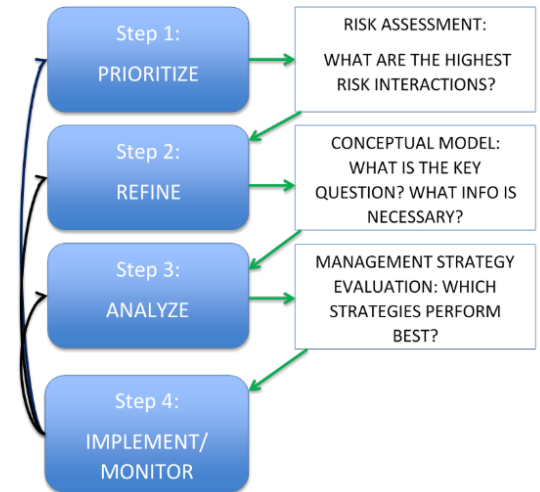 Step 1:
PRIORITIZE
RISK ASSESSMENT:
WHAT ARE THE HIGHEST
RISK INTERACTIONS?
Step 2:
REFINE
CONCEPTUAL MODEL:
WHAT IS THE KEY
QUESTION? WHAT INFO IS
NECESSARY?
Step 3:
ANALYZE
MANAGEMENT STRATEGY
EVALUATION: WHICH
STRATEGIES PERFORM
BEST?
Step 4:
IMPLEMENT/
MONITOR